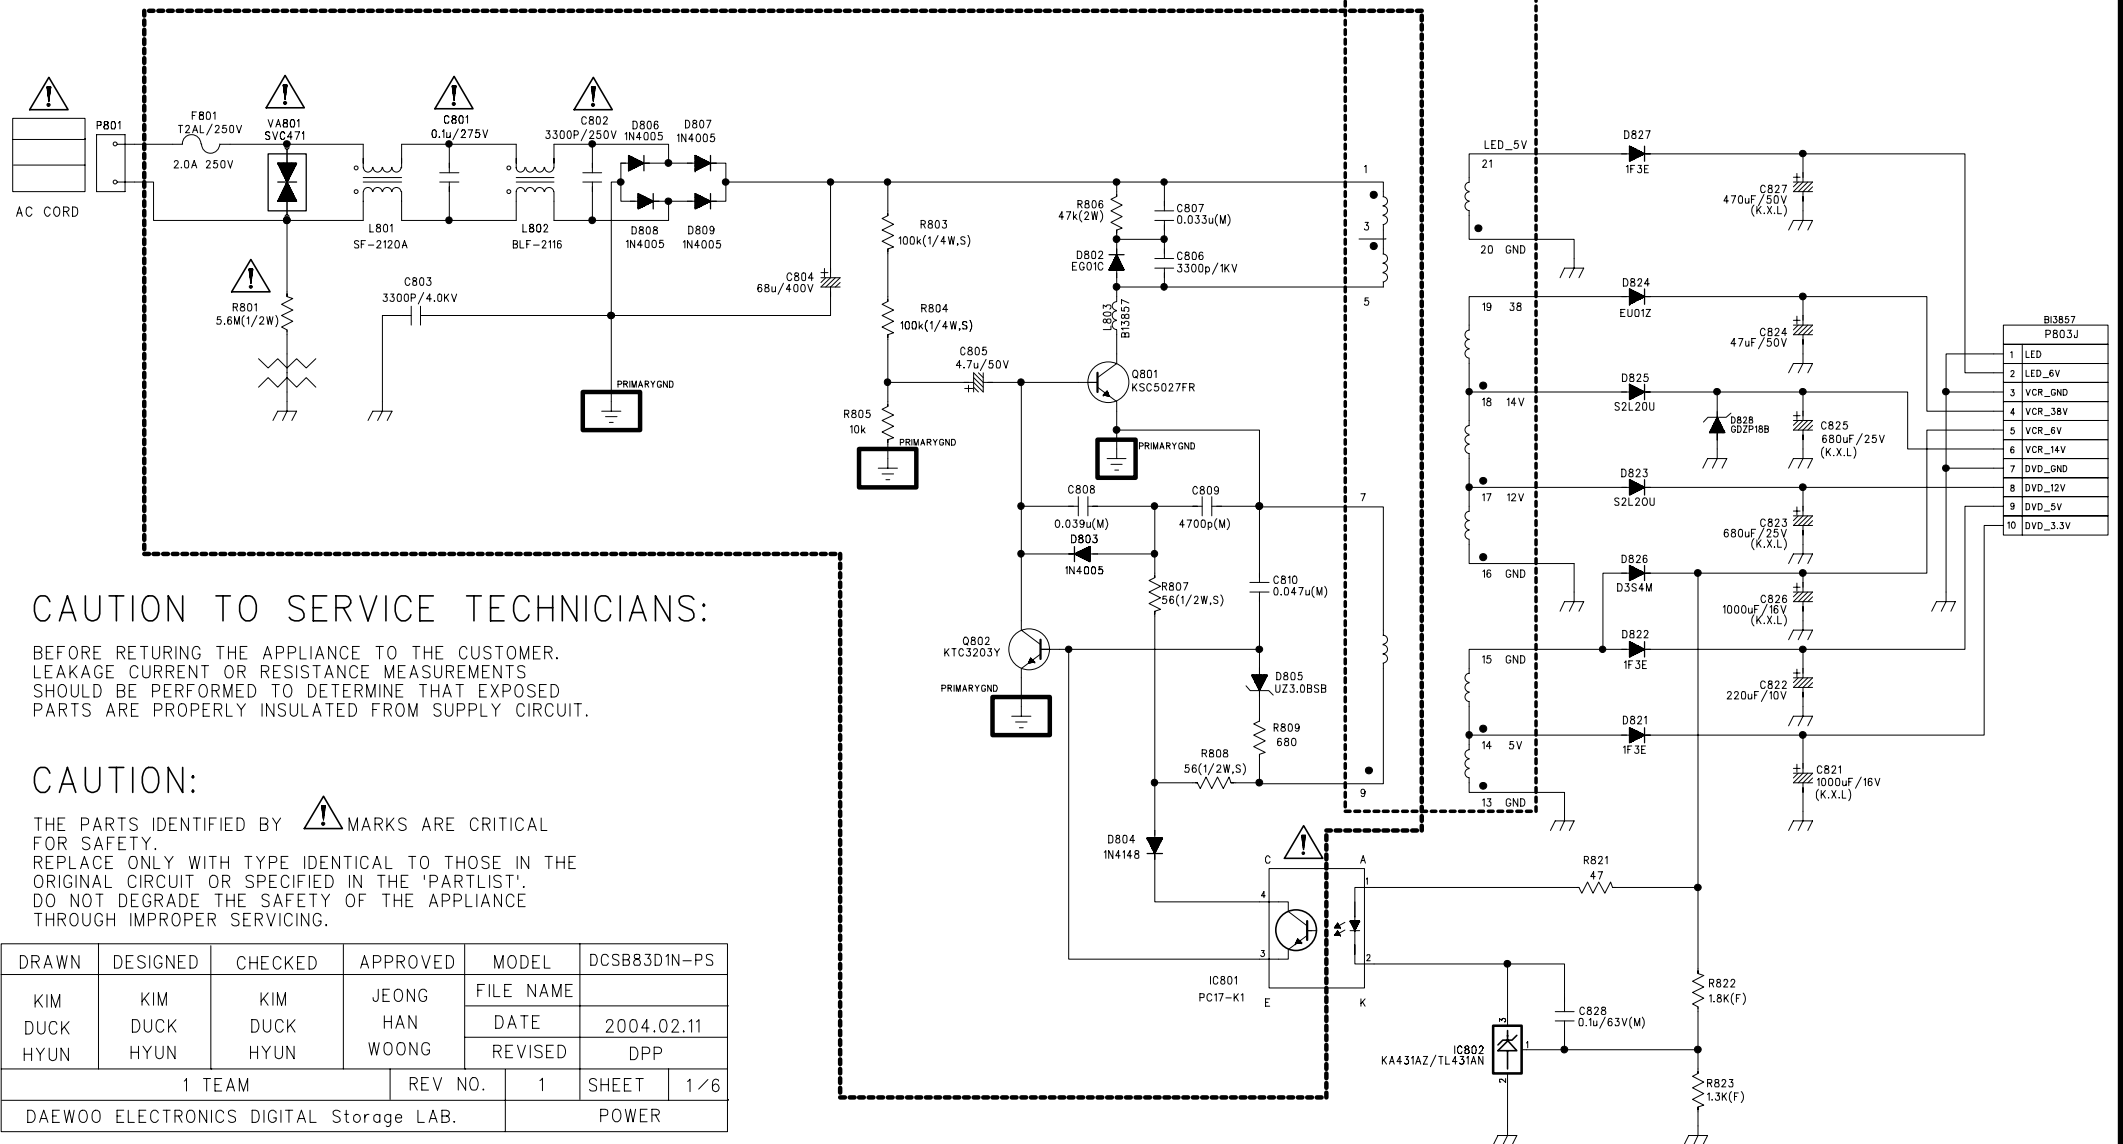 AC CORD
P801
F801
T2AL/250V
2.0A 250V
VA801
SVC471
R801
5.6M(1/2W)
L801
SF-2120A
C801
0.1u/275V
L802
BLF-2116
C802
3300P/250V
D806
1N4005
D807
1N4005
D808
1N4005
D809
1N4005
C803
3300P/4.0KV
C804
68u/400V
+
PRIMARYGND
R803
100k(1/4W,S)
R804
100k(1/4W,S)
R805
10k
PRIMARYGND
C805
4.7u/50V
+
R806
47k(2W)
C807
0.033u(M)
D802
EG01C
C806
3300p/1KV
L803
B13857
Q801
KSC5027FR
PRIMARYGND
C808
0.039u(M)
C809
4700p(M)
D803
1N4005
R807
56(1/2W,S)
C810
0.047u(M)
Q802
KTC3203Y
PRIMARYGND
D805
UZ3.0BSB
R809
680
R808
56(1/2W,S)
D804
1N4148
1
3
5
7
9
LED_5V
21
20 GND
19 38
18 14V
17 12V
16 GND
15 GND
14 5V
13 GND
D827
1F3E
C827
470uF/50V
(K.X.L)
+
D824
EU01Z
C824
47uF/50V
+
D825
S2L20U
D828
GDZP18B
C825
680uF/25V
(K.X.L)
+
D823
S2L20U
C823
680uF/25V
(K.X.L)
+
D826
D3S4M
C826
1000uF/16V
(K.X.L)
+
D822
1F3E
C822
220uF/10V
+
D821
1F3E
C821
1000uF/16V
(K.X.L)
+
BI3857
P803J
1 LED
2 LED_6V
3 VCR_GND
4 VCR_38V
5 VCR_6V
6 VCR_14V
7 DVD_GND
8 DVD_12V
9 DVD_5V
10 DVD_3.3V
C A
4 1
3 2
E K
IC801
PC17-K1
R821
47
R822
1.8K(F)
C828
0.1u/63V(M)
3
1
2
IC802
KA431AZ/TL431AN
R823
1.3K(F)
CAUTION TO SERVICE TECHNICIANS:
BEFORE RETURING THE APPLIANCE TO THE CUSTOMER.
LEAKAGE CURRENT OR RESISTANCE MEASUREMENTS
SHOULD BE PERFORMED TO DETERMINE THAT EXPOSED
PARTS ARE PROPERLY INSULATED FROM SUPPLY CIRCUIT.
CAUTION:
THE PARTS IDENTIFIED BY ! MARKS ARE CRITICAL
FOR SAFETY.
REPLACE ONLY WITH TYPE IDENTICAL TO THOSE IN THE
ORIGINAL CIRCUIT OR SPECIFIED IN THE 'PARTLIST'.
DO NOT DEGRADE THE SAFETY OF THE APPLIANCE
THROUGH IMPROPER SERVICING.
DRAWN DESIGNED CHECKED APPROVED MODEL DCSB83D1N-PS
KIM KIM KIM JEONG FILE NAME
DUCK DUCK DUCK HAN DATE 2004.02.11
HYUN HYUN HYUN WOONG REVISED DPP
1 TEAM REV NO. 1 SHEET 1/6
DAEWOO ELECTRONICS DIGITAL Storage LAB. POWER